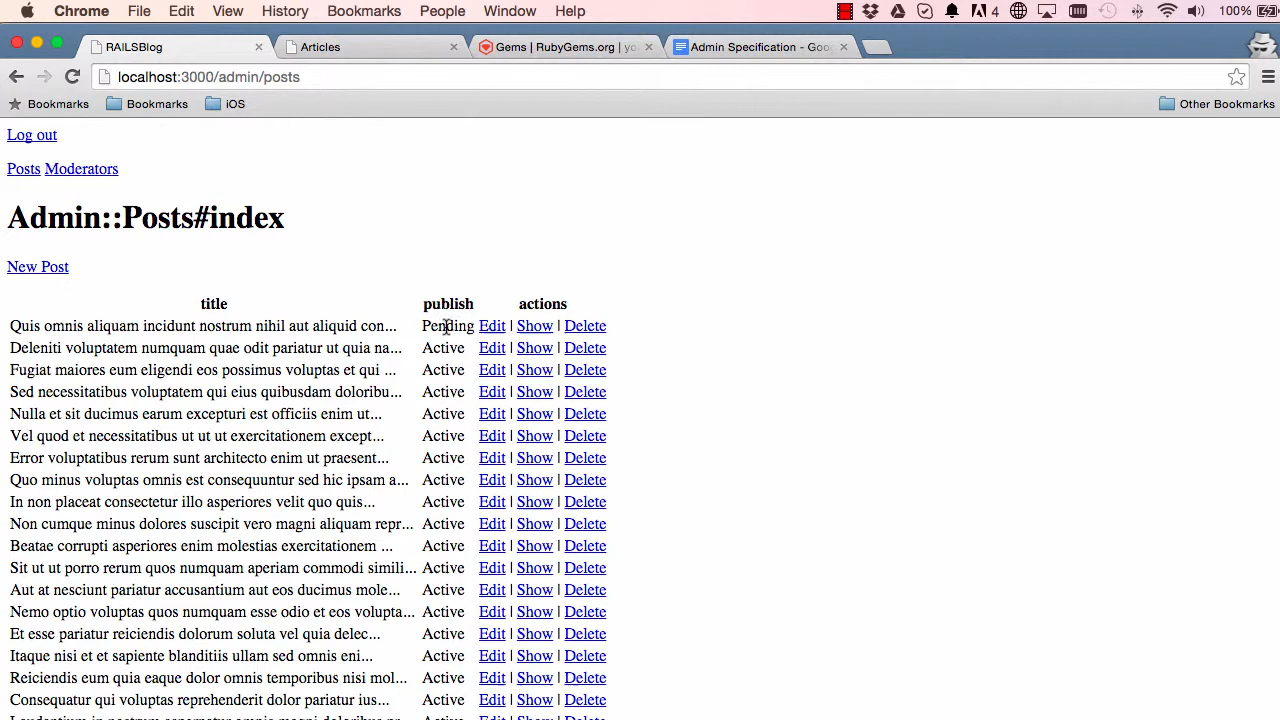 Chrome File Edit View History Bookmarks People Window Help 4 100%
RAILSBlog Articles Gems | RubyGems.org | yo Admin Specification - Goo
localhost:3000/admin/posts
Bookmarks Bookmarks iOS Other Bookmarks
Log out
Posts Moderators
Admin::Posts#index
New Post
title publish actions
Quis omnis aliquam incidunt nostrum nihil aut aliquid con... Pending Edit | Show | Delete
Deleniti voluptatem numquam quae odit pariatur ut quia na... Active Edit | Show | Delete
Fugiat maiores eum eligendi eos possimus voluptas et qui ... Active Edit | Show | Delete
Sed necessitatibus voluptatem qui eius quibusdam doloribu... Active Edit | Show | Delete
Nulla et sit ducimus earum excepturi est officiis enim ut... Active Edit | Show | Delete
Vel quod et necessitatibus ut ut ut exercitationem except... Active Edit | Show | Delete
Error voluptatibus rerum sunt architecto enim ut praesent... Active Edit | Show | Delete
Quo minus voluptas omnis est consequuntur sed hic ipsam a... Active Edit | Show | Delete
In non placeat consectetur illo asperiores velit quo quis... Active Edit | Show | Delete
Non cumque minus dolores suscipit vero magni aliquam repr... Active Edit | Show | Delete
Beatae corrupti asperiores enim molestias exercitationem ... Active Edit | Show | Delete
Sit ut ut porro rerum quos numquam aperiam commodi simili... Active Edit | Show | Delete
Aut at nesciunt pariatur accusantium aut eos ducimus mole... Active Edit | Show | Delete
Nemo optio voluptas quos numquam esse odio et eos volupta... Active Edit | Show | Delete
Et esse pariatur reiciendis dolorum soluta vel quia delec... Active Edit | Show | Delete
Itaque nisi et et sapiente blanditiis ullam sed omnis eni... Active Edit | Show | Delete
Reiciendis eum quia eaque dolor omnis temporibus nisi mol... Active Edit | Show | Delete
Consequatur qui voluptas reprehenderit dolor pariatur ius... Active Edit | Show | Delete